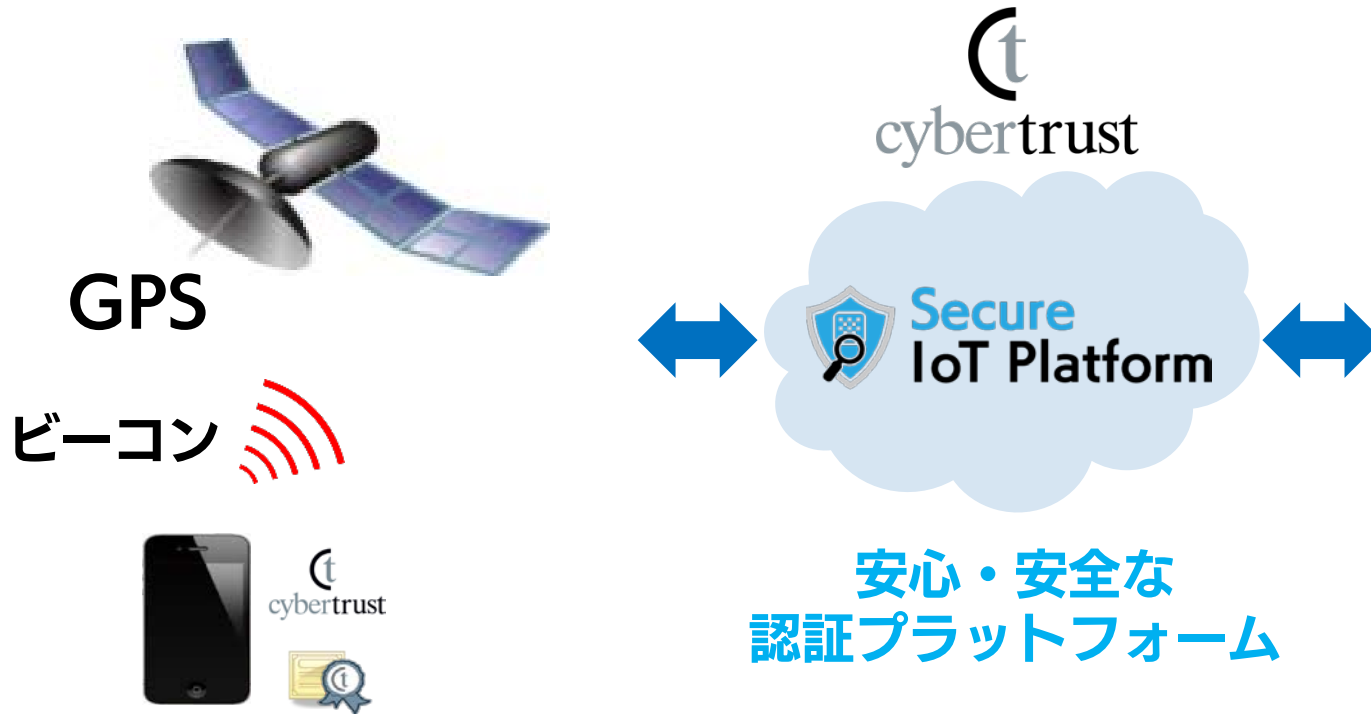 cybertrust
GPS
Secure
IoT Platform
ビーコン
cybertrust
安心・安全な
認証プラットフォーム